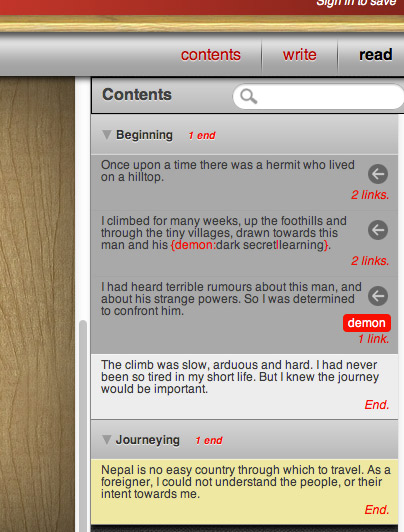 Sign in to save
contents write read
Contents
Beginning 1 end
Once upon a time there was a hermit who lived
on a hilltop.
2 links.
I climbed for many weeks, up the foothills and
through the tiny villages, drawn towards this
man and his {demon:dark secret|learning}.
2 links.
I had heard terrible rumours about this man, and
about his strange powers. So I was determined
to confront him.
demon
1 link.
The climb was slow, arduous and hard. I had never
been so tired in my short life. But I knew the journey
would be important.
End.
Journeying 1 end
Nepal is no easy country through which to travel. As a
foreigner, I could not understand the people, or their
intent towards me.
End.